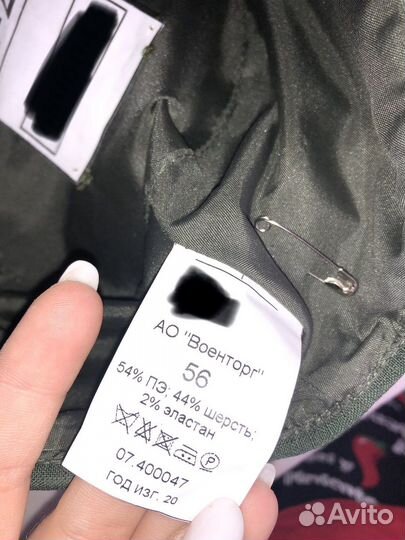 АО "Военторг"
56
54% ПЭ; 44% шерсть;
2% эластан
P
07.400047
ГОД ИЗГ. 20
Avito